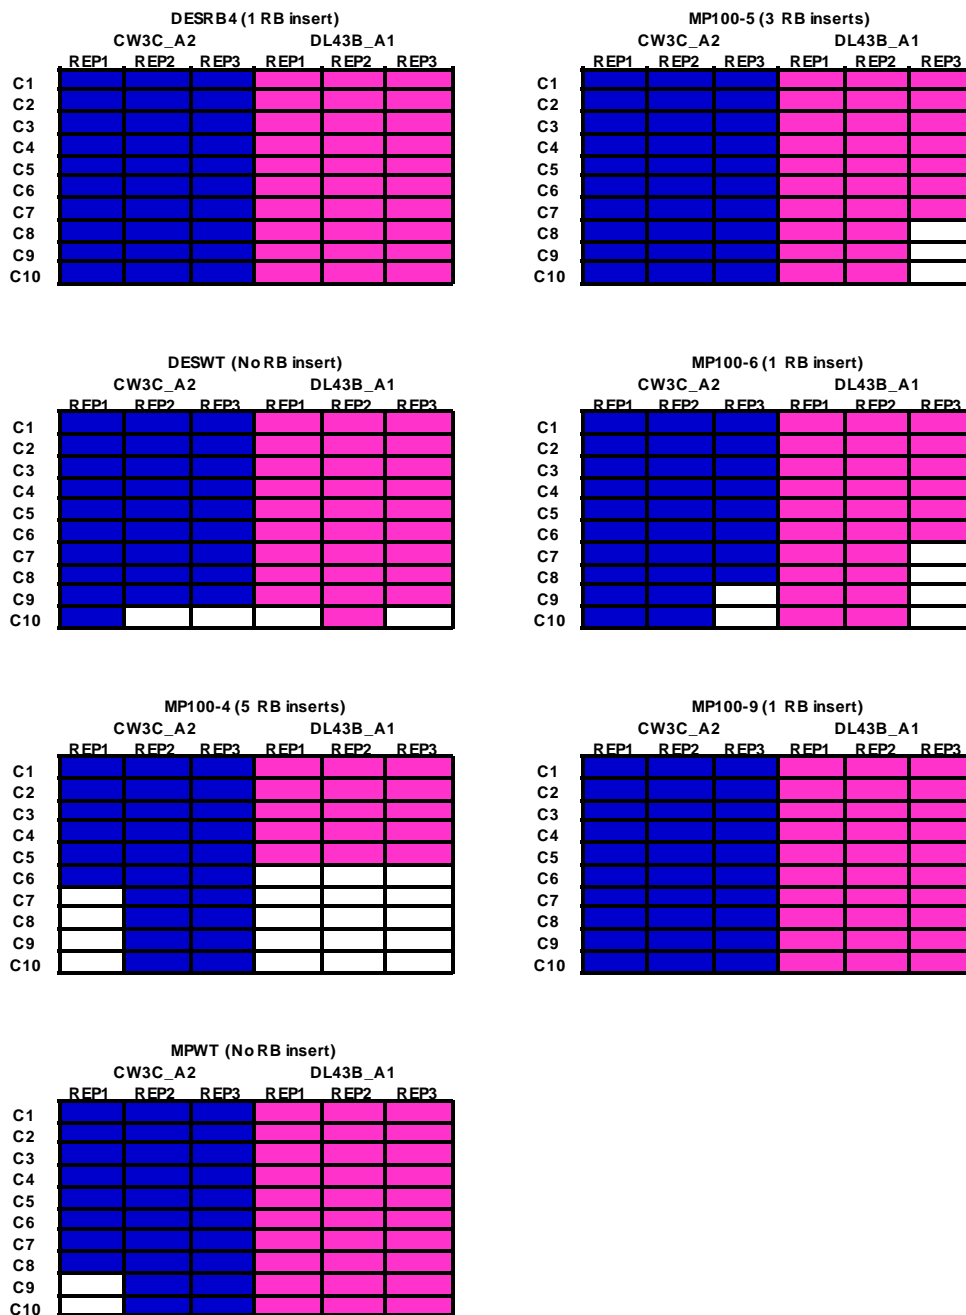 DESRB4 (1 RB insert)
CW3C_A2 DL43B_A1
REP1 REP2 REP3 REP1 REP2 REP3
C1
C2
C3
C4
C5
C6
C7
C8
C9
C10
MP100-5 (3 RB inserts)
CW3C_A2 DL43B_A1
REP1 REP2 REP3 REP1 REP2 REP3
C1
C2
C3
C4
C5
C6
C7
C8
C9
C10
DESWT (No RB insert)
CW3C_A2 DL43B_A1
REP1 REP2 REP3 REP1 REP2 REP3
C1
C2
C3
C4
C5
C6
C7
C8
C9
C10
MP100-6 (1 RB insert)
CW3C_A2 DL43B_A1
REP1 REP2 REP3 REP1 REP2 REP3
C1
C2
C3
C4
C5
C6
C7
C8
C9
C10
MP100-4 (5 RB inserts)
CW3C_A2 DL43B_A1
REP1 REP2 REP3 REP1 REP2 REP3
C1
C2
C3
C4
C5
C6
C7
C8
C9
C10
MP100-9 (1 RB insert)
CW3C_A2 DL43B_A1
REP1 REP2 REP3 REP1 REP2 REP3
C1
C2
C3
C4
C5
C6
C7
C8
C9
C10
MPWT (No RB insert)
CW3C_A2 DL43B_A1
REP1 REP2 REP3 REP1 REP2 REP3
C1
C2
C3
C4
C5
C6
C7
C8
C9
C10